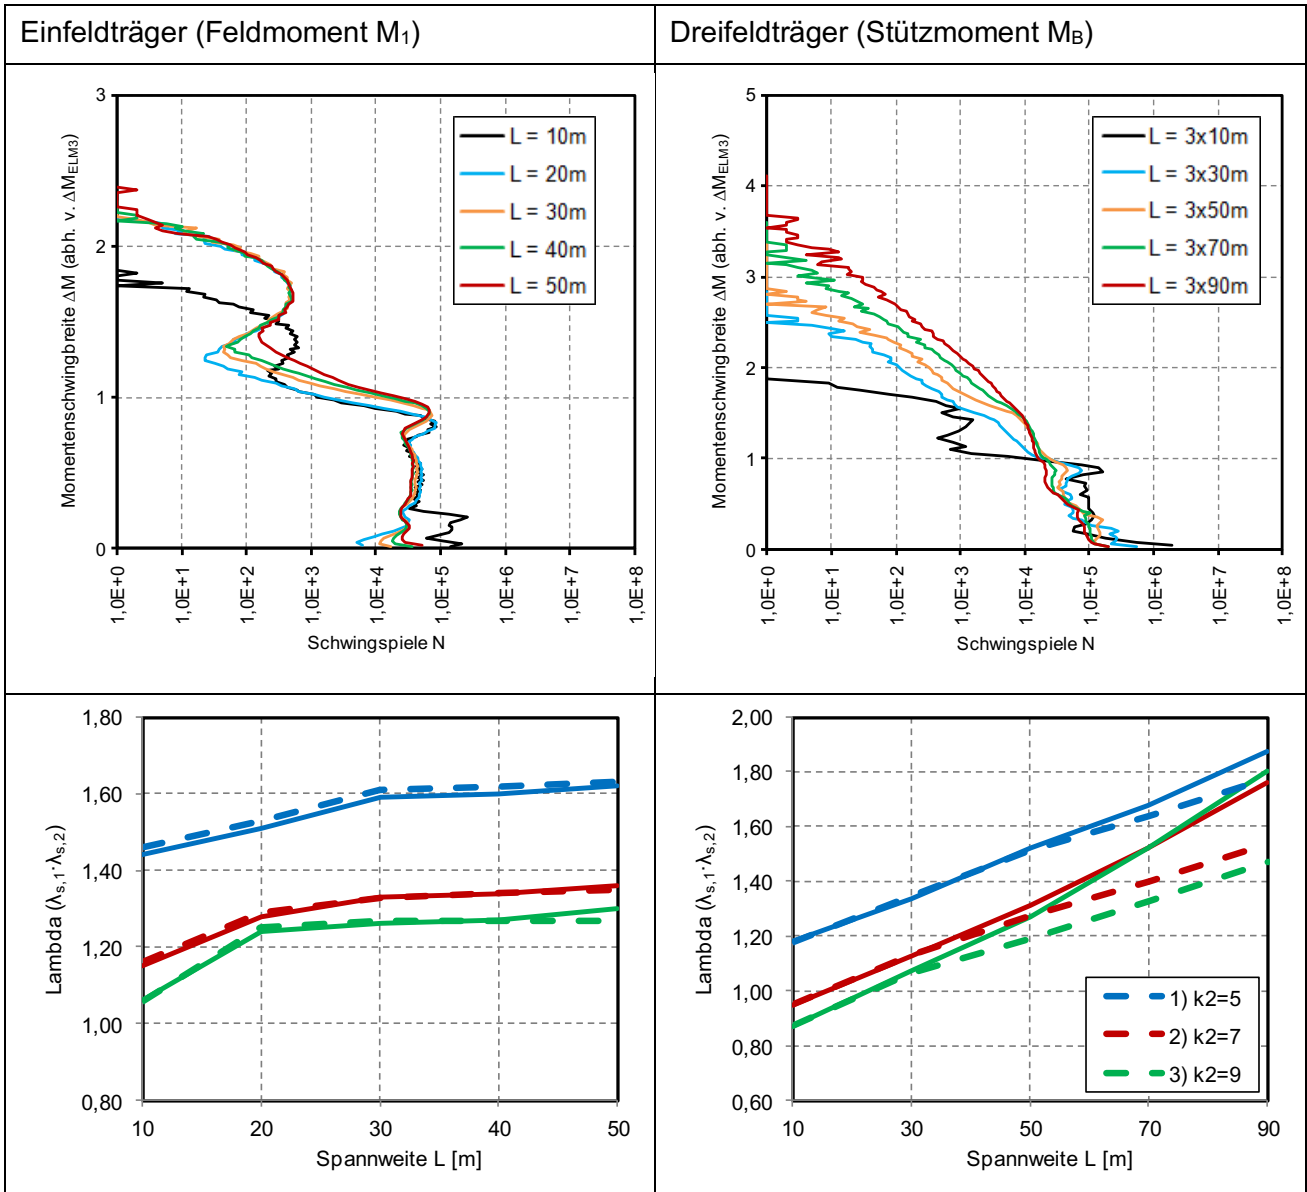 Einfeldträger (Feldmoment M₁)
Dreifeldträger (Stützmoment M_B)
Momentenschwingbreite ΔM (abh. v. ΔM_ELM3)
3
2
1
0
L = 10m
L = 20m
L = 30m
L = 40m
L = 50m
1,0E+0
1,0E+1
1,0E+2
1,0E+3
1,0E+4
1,0E+5
1,0E+6
1,0E+7
1,0E+8
Schwingspiele N
Momentenschwingbreite ΔM (abh. v. ΔM_ELM3)
5
4
3
2
1
0
L = 3x10m
L = 3x30m
L = 3x50m
L = 3x70m
L = 3x90m
1,0E+0
1,0E+1
1,0E+2
1,0E+3
1,0E+4
1,0E+5
1,0E+6
1,0E+7
1,0E+8
Schwingspiele N
Lambda (λs,1·λs,2)
1,80
1,60
1,40
1,20
1,00
0,80
10
20
30
40
50
Spannweite L [m]
Lambda (λs,1·λs,2)
2,00
1,80
1,60
1,40
1,20
1,00
0,80
0,60
1) k2=5
2) k2=7
3) k2=9
10
30
50
70
90
Spannweite L [m]